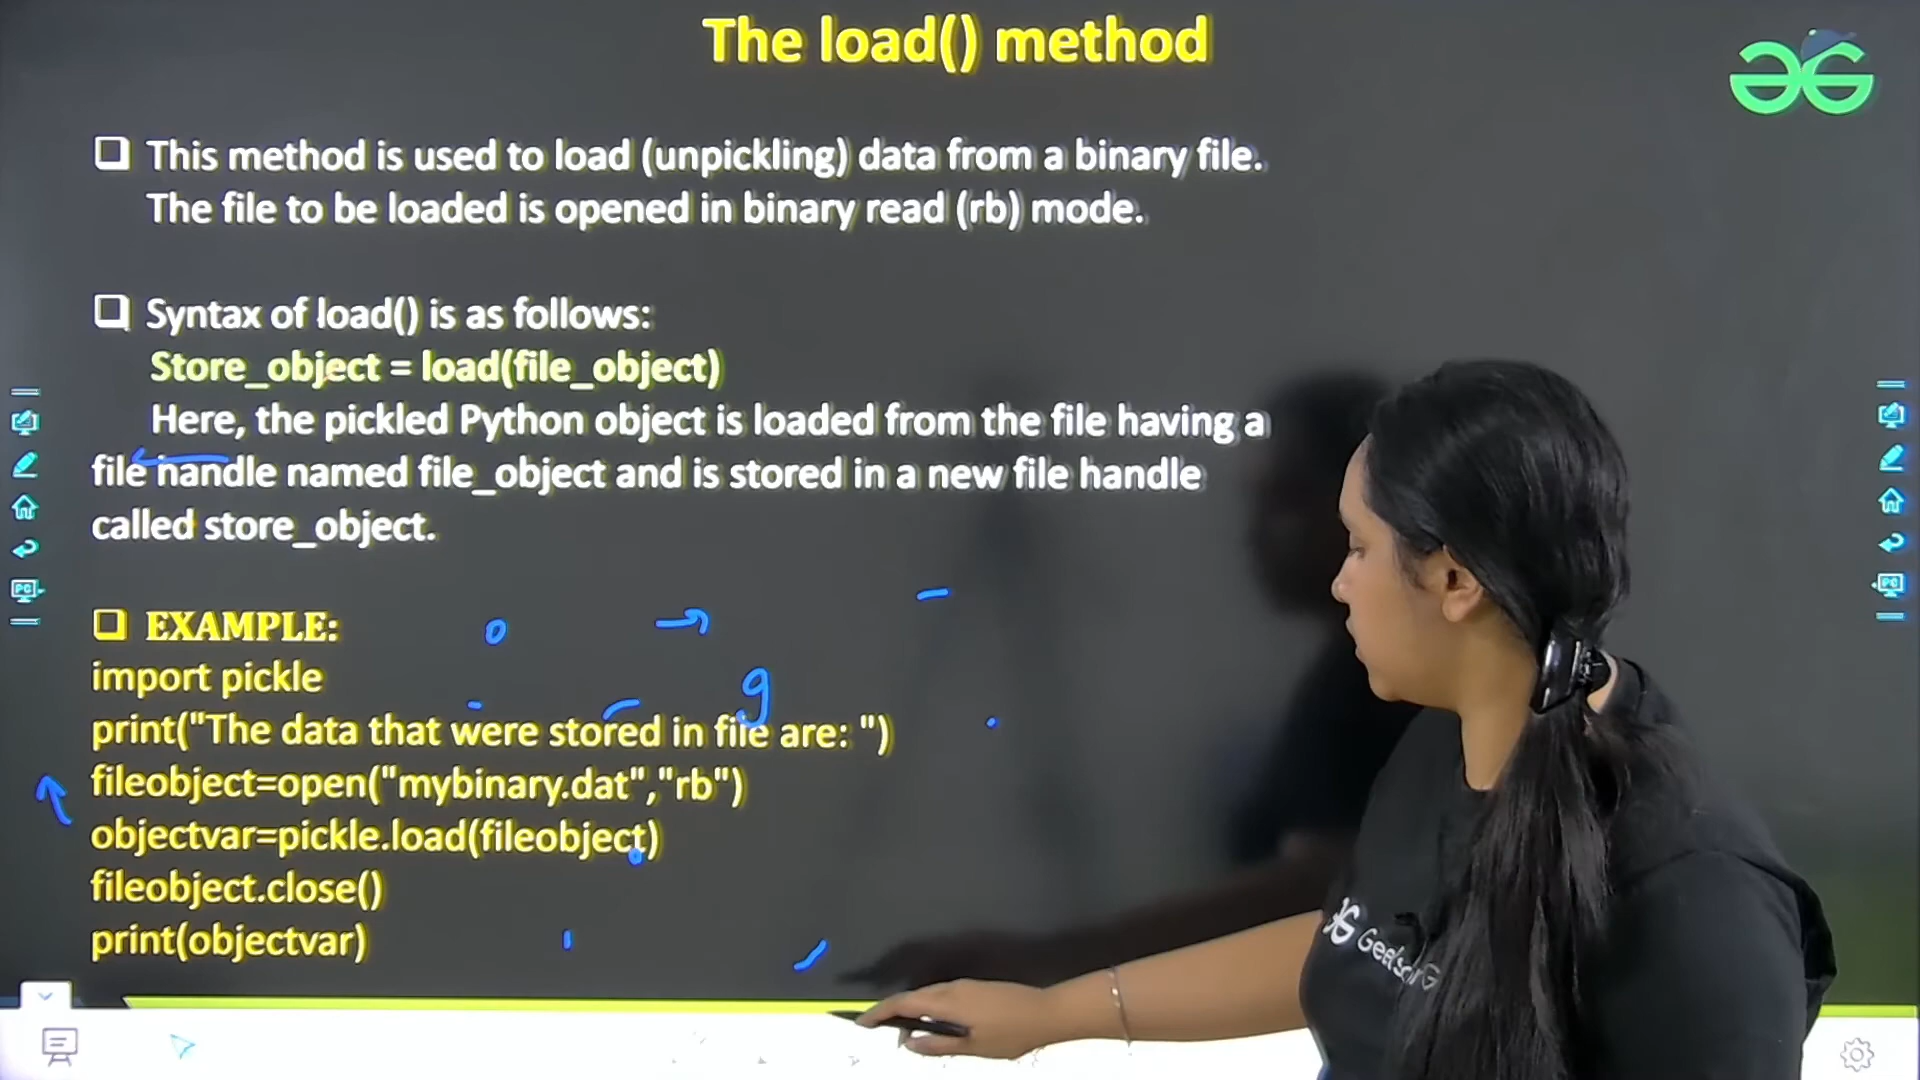 The load() method
This method is used to load (unpickling) data from a binary file.
The file to be loaded is opened in binary read (rb) mode.
Syntax of load() is as follows:
Store_object = load(file_object)
Here, the pickled Python object is loaded from the file having a
file handle named file_object and is stored in a new file handle
called store_object.
EXAMPLE:
import pickle
print("The data that were stored in file are: ")
fileobject=open("mybinary.dat","rb")
objectvar=pickle.load(fileobject)
fileobject.close()
print(objectvar)
g
PC
PC